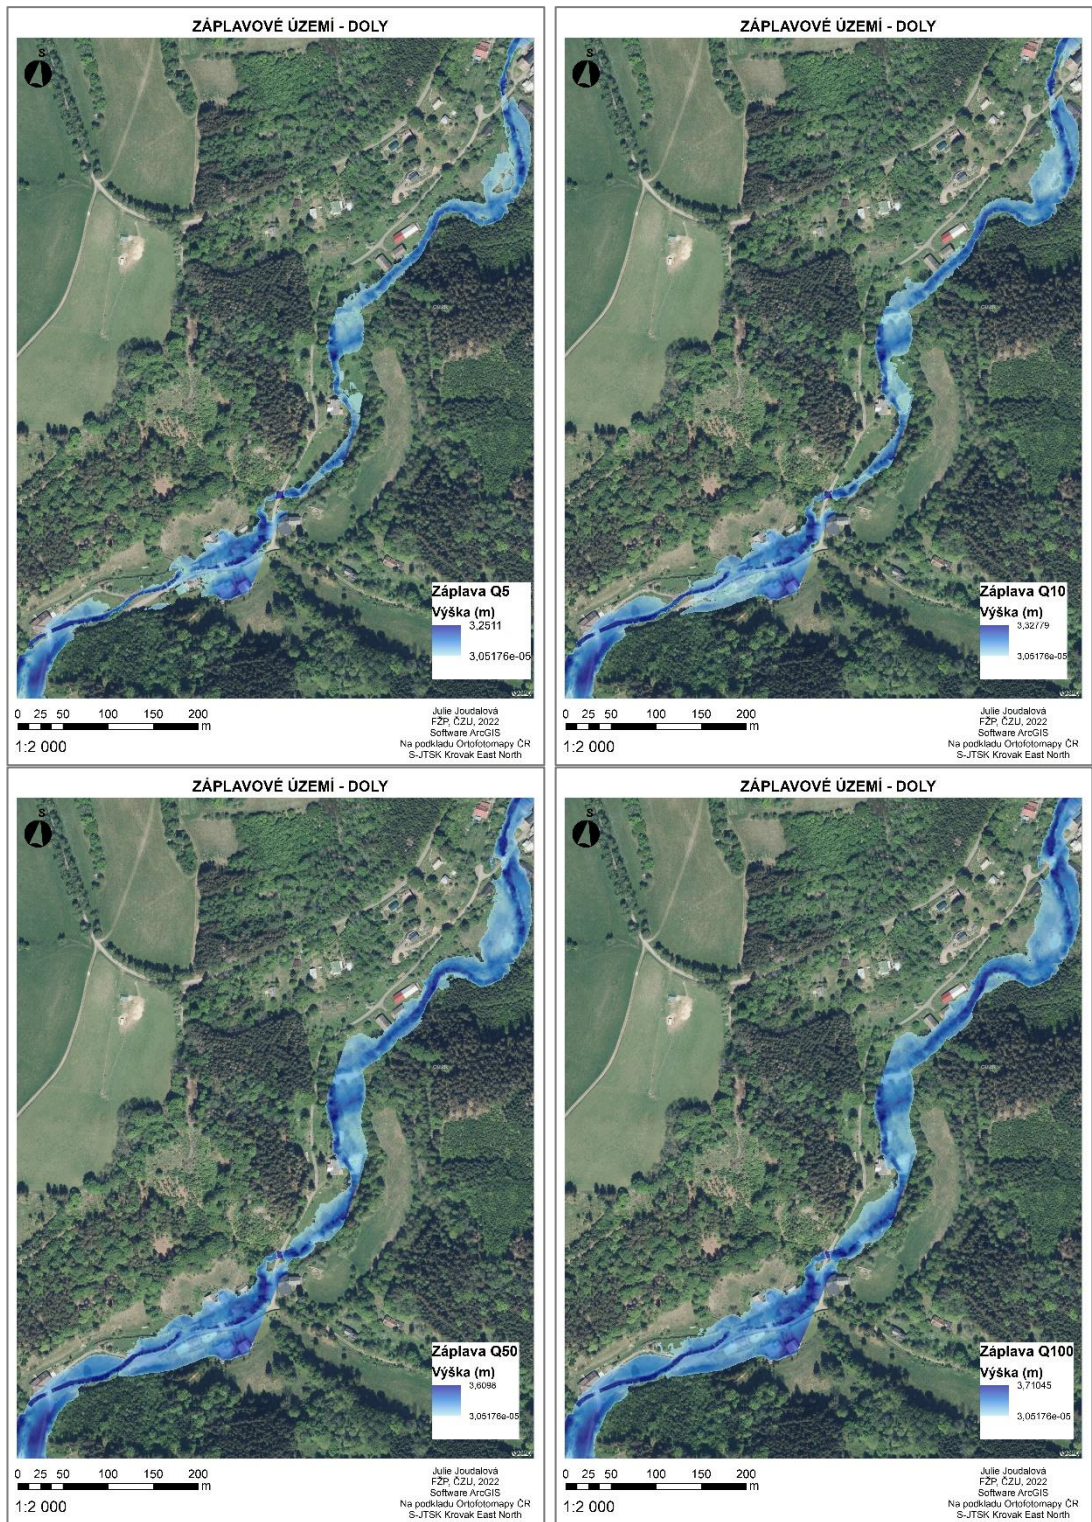 ZÁPLAVOVÉ ÚZEMÍ - DOLY
S
Záplava Q5
Výška (m)
3,2511
3,05176e-05
0 25 50 100 150 200
m
1:2 000
Julie Joudalová
FŽP, ČZU, 2022
Software ArcGIS
Na podkladu Ortofotomapy ČR
S-JTSK Krovak East North
ZÁPLAVOVÉ ÚZEMÍ - DOLY
S
Záplava Q10
Výška (m)
3,32779
3,05176e-05
0 25 50 100 150 200
m
1:2 000
Julie Joudalová
FŽP, ČZU, 2022
Software ArcGIS
Na podkladu Ortofotomapy ČR
S-JTSK Krovak East North
ZÁPLAVOVÉ ÚZEMÍ - DOLY
S
Záplava Q50
Výška (m)
3,6098
3,05176e-05
0 25 50 100 150 200
m
1:2 000
Julie Joudalová
FŽP, ČZU, 2022
Software ArcGIS
Na podkladu Ortofotomapy ČR
S-JTSK Krovak East North
ZÁPLAVOVÉ ÚZEMÍ - DOLY
S
Záplava Q100
Výška (m)
3,71045
3,05176e-05
0 25 50 100 150 200
m
1:2 000
Julie Joudalová
FŽP, ČZU, 2022
Software ArcGIS
Na podkladu Ortofotomapy ČR
S-JTSK Krovak East North